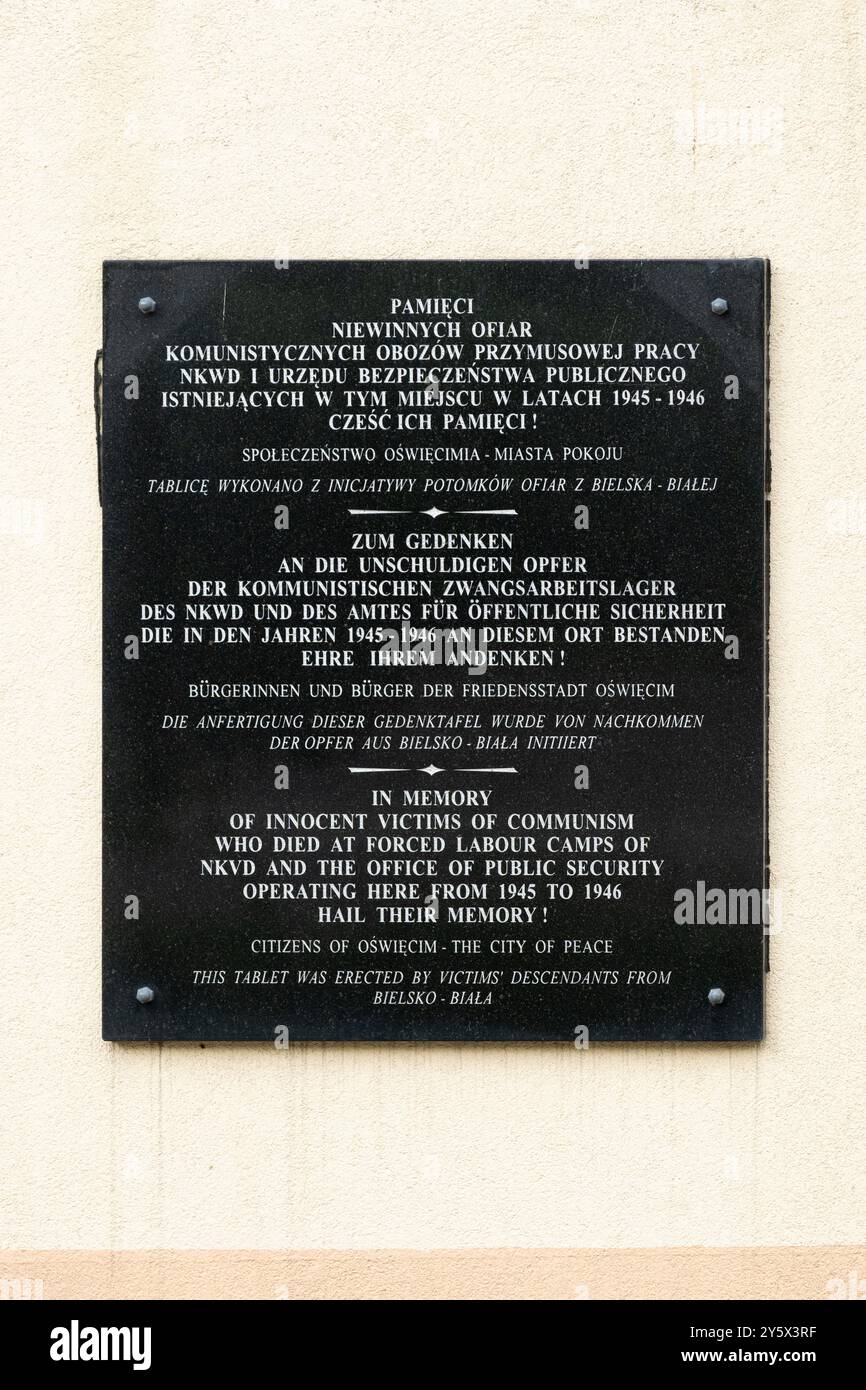 PAMIĘCI
NIEWINNYCH OFIAR
KOMUNISTYCZNYCH OBOZÓW PRZYMUSOWEJ PRACY
NKWD I URZĘDU BEZPIECZEŃSTWA PUBLICZNEGO
ISTNIEJĄCYCH W TYM MIEJSCU W LATACH 1945 - 1946
CZEŚĆ ICH PAMIĘCI !
SPOŁECZEŃSTWO OŚWIĘCIMIA - MIASTA POKOJU
TABLICĘ WYKONANO Z INICJATYWY POTOMKÓW OFIAR Z BIELSKA - BIAŁEJ
ZUM GEDENKEN
AN DIE UNSCHULDIGEN OPFER
DER KOMMUNISTISCHEN ZWANGSARBEITSLAGER
DES NKWD UND DES AMTES FÜR ÖFFENTLICHE SICHERHEIT
DIE IN DEN JAHREN 1945 - 1946 AN DIESEM ORT BESTANDEN
EHRE IHREM ANDENKEN !
BÜRGERINNEN UND BÜRGER DER FRIEDENSSTADT OŚWIĘCIM
DIE ANFERTIGUNG DIESER GEDENKTAFEL WURDE VON NACHKOMMEN
DER OPFER AUS BIELSKO - BIAŁA INITIIERT
IN MEMORY
OF INNOCENT VICTIMS OF COMMUNISM
WHO DIED AT FORCED LABOUR CAMPS OF
NKVD AND THE OFFICE OF PUBLIC SECURITY
OPERATING HERE FROM 1945 TO 1946
HAIL THEIR MEMORY !
CITIZENS OF OŚWIĘCIM - THE CITY OF PEACE
THIS TABLET WAS ERECTED BY VICTIMS' DESCENDANTS FROM
BIELSKO - BIAŁA
alamy
Image ID: 2Y5X3RF
www.alamy.com